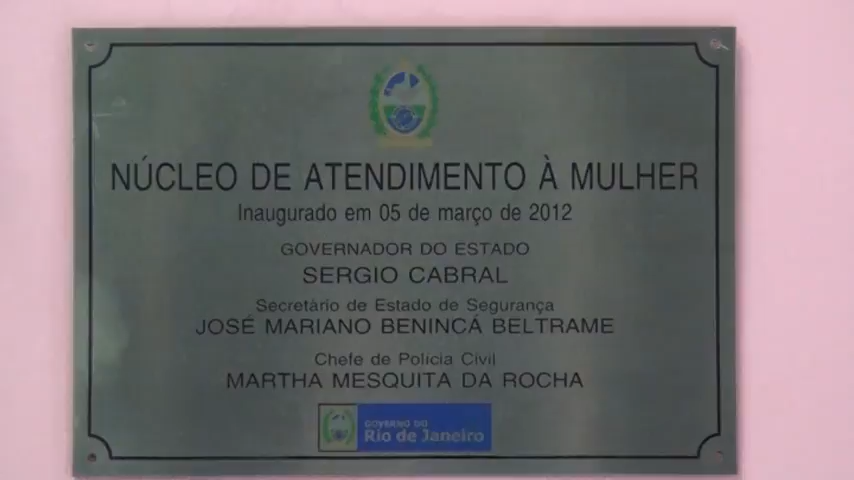 NÚCLEO DE ATENDIMENTO À MULHER
Inaugurado em 05 de março de 2012
GOVERNADOR DO ESTADO
SERGIO CABRAL
Secretário de Estado de Segurança
JOSÉ MARIANO BENINCÁ BELTRAME
Chefe de Polícia Civil
MARTHA MESQUITA DA ROCHA
GOVERNO DO
Rio de Janeiro